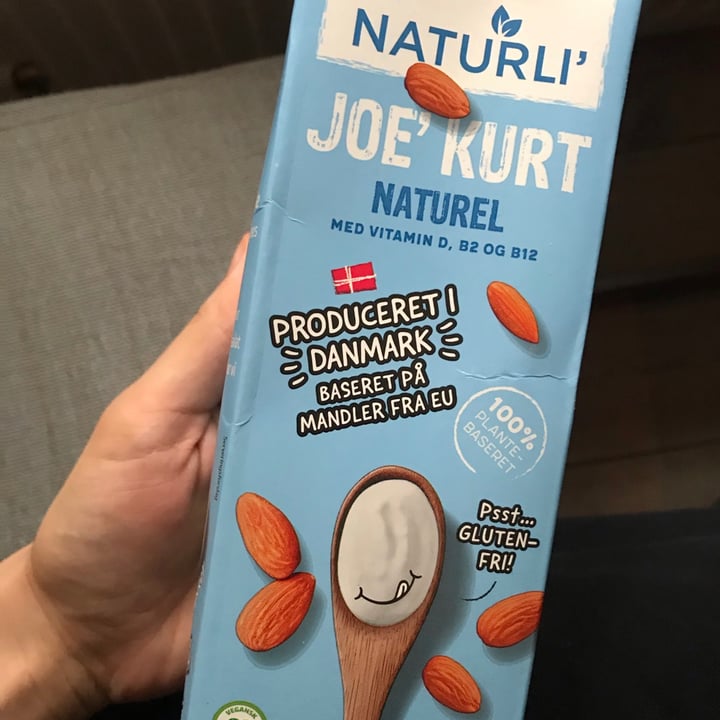 NATURLI'
JOE' KURT
NATUREL
MED VITAMIN D, B2 OG B12
PRODUCERET I
DANMARK
BASERET PÅ
MANDLER FRA EU
100%
PLANTE-
BASERET
Psst...
GLUTEN-
FRI!
VEGANSK